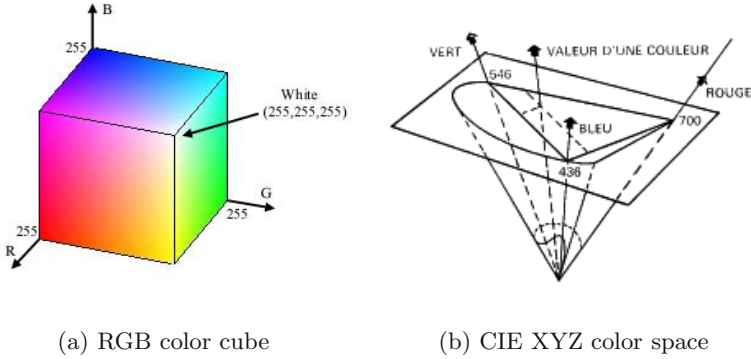 B
255
White
(255,255,255)
G
255
255
R
(a) RGB color cube
VERT
VALEUR D'UNE COULEUR
546
ROUGE
700
BLEU
436
(b) CIE XYZ color space